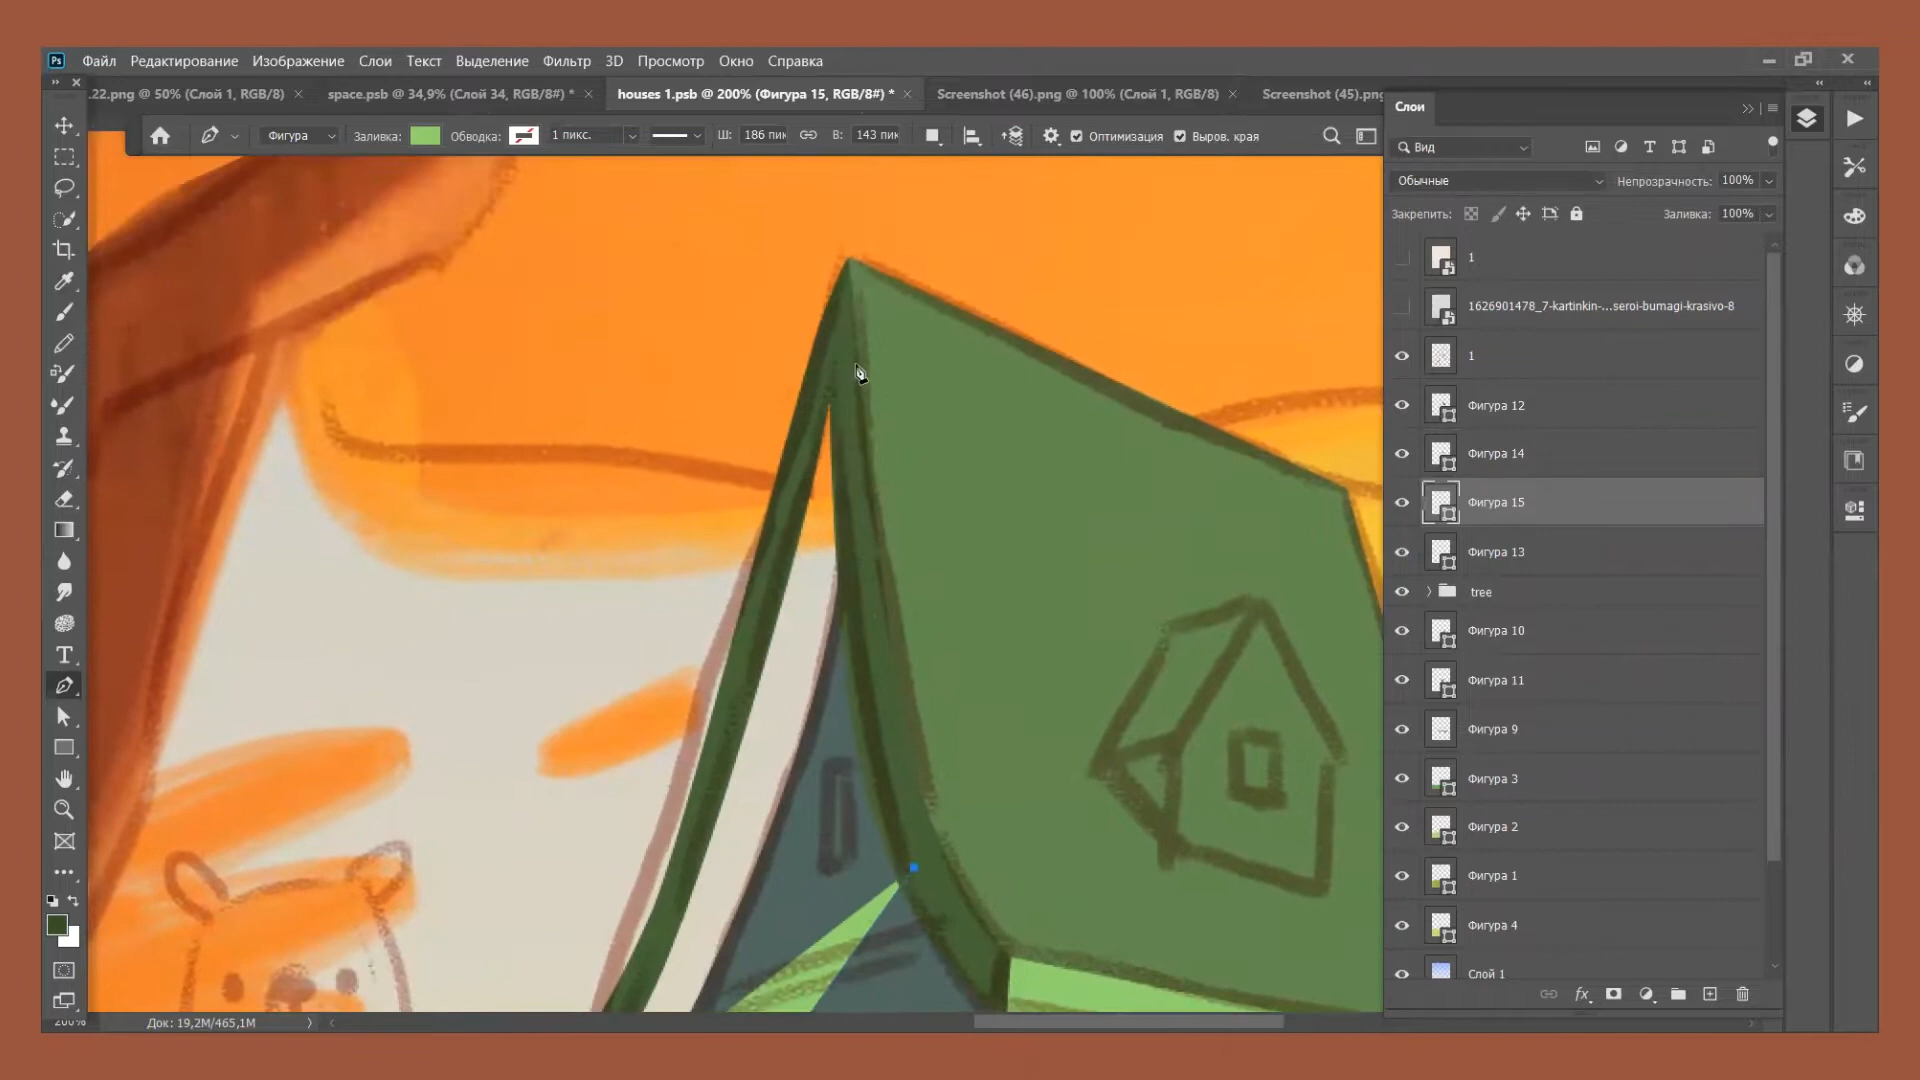 Ps Файл Редактирование Изображение Слои Текст Выделение Фильтр 3D Просмотр Окно Справка
.22.png @ 50% (Слой 1, RGB/8) space.psb @ 34,9% (Слой 34, RGB/8#) * houses 1.psb @ 200% (Фигура 15, RGB/8#) * Screenshot (46).png @ 100% (Слой 1, RGB/8) Screenshot (45).png
Фигура Заливка: Обводка: 1 пикс. Ш: 186 пик В: 143 пик Оптимизация Выров. края
Слои
Вид
Обычные Непрозрачность: 100%
Закрепить: Заливка: 100%
1
1626901478_7-kartinkin-...seroi-bumagi-krasivo-8
1
Фигура 12
Фигура 14
Фигура 15
Фигура 13
tree
Фигура 10
Фигура 11
Фигура 9
Фигура 3
Фигура 2
Фигура 1
Фигура 4
Слой 1
fx
200% Док: 19,2M/465,1M